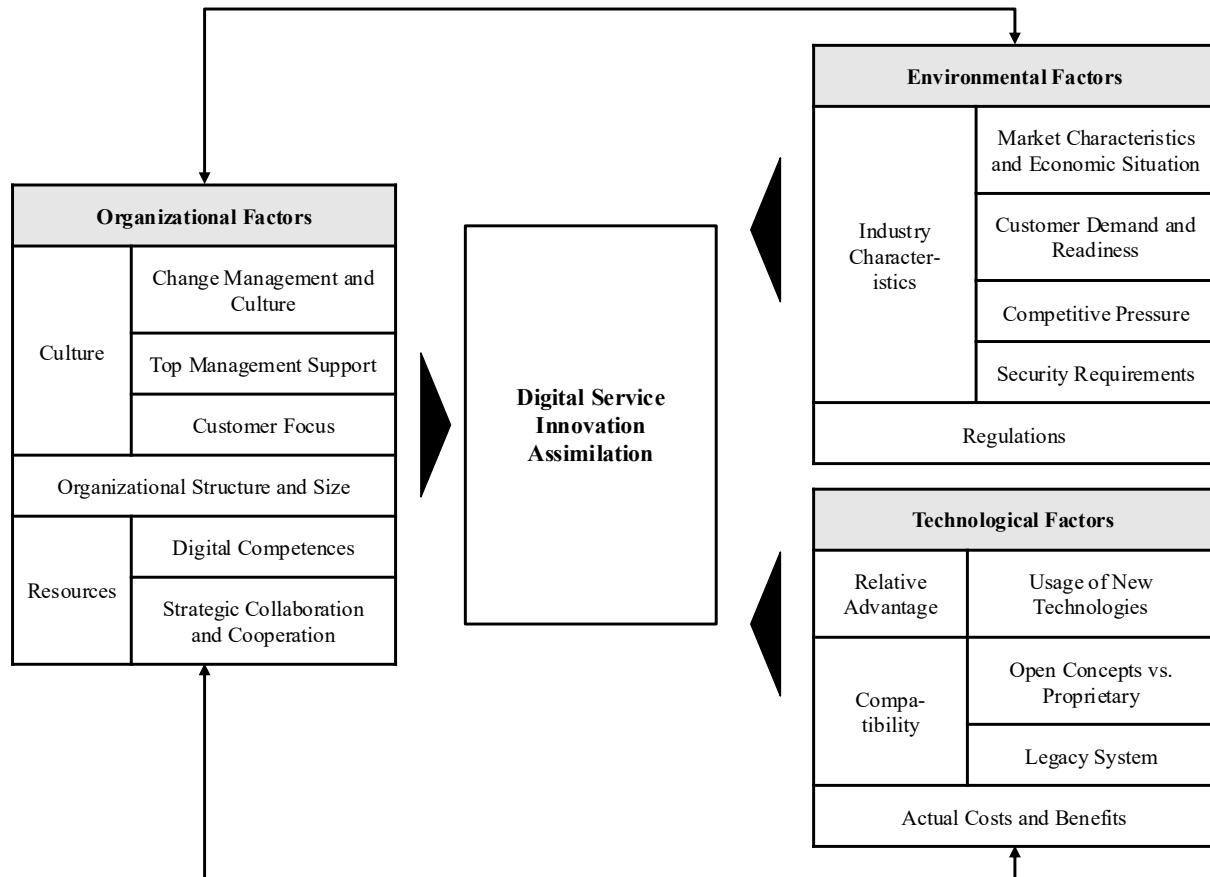 Organizational Factors
Culture
Change Management and
Culture
Top Management Support
Customer Focus
Organizational Structure and Size
Resources
Digital Competences
Strategic Collaboration
and Cooperation
Digital Service
Innovation
Assimilation
Environmental Factors
Industry
Character-
istics
Market Characteristics
and Economic Situation
Customer Demand and
Readiness
Competitive Pressure
Security Requirements
Regulations
Technological Factors
Relative
Advantage
Usage of New
Technologies
Compa-
tibility
Open Concepts vs.
Proprietary
Legacy System
Actual Costs and Benefits